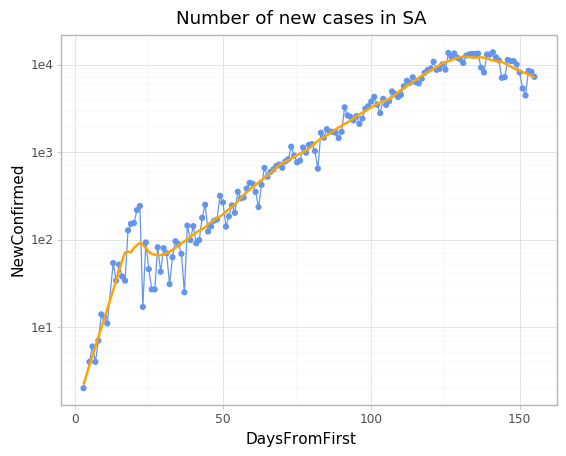 Number of new cases in SA
NewConfirmed
1e4
1e3
1e2
1e1
0 50 100 150
DaysFromFirst